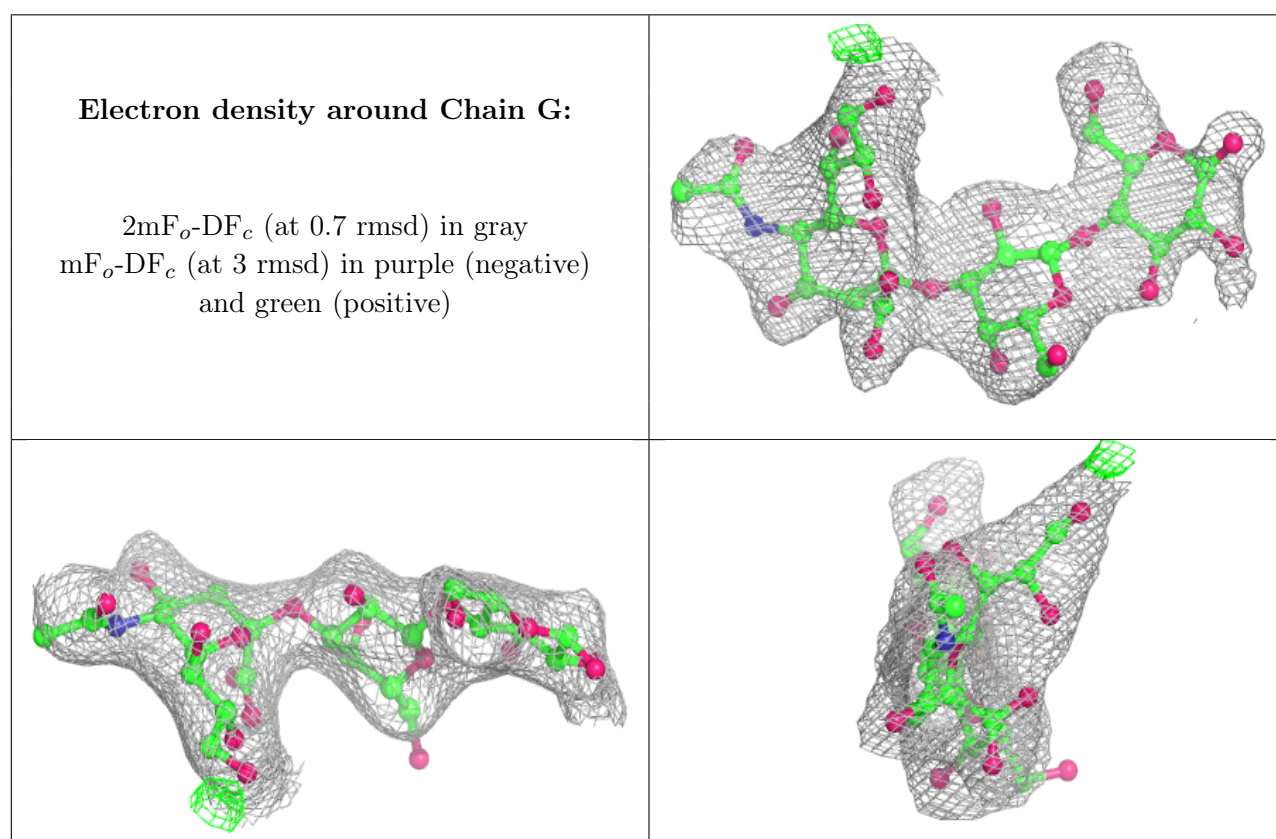 Electron density around Chain G:
2mFo-DFc (at 0.7 rmsd) in gray
mFo-DFc (at 3 rmsd) in purple (negative)
and green (positive)